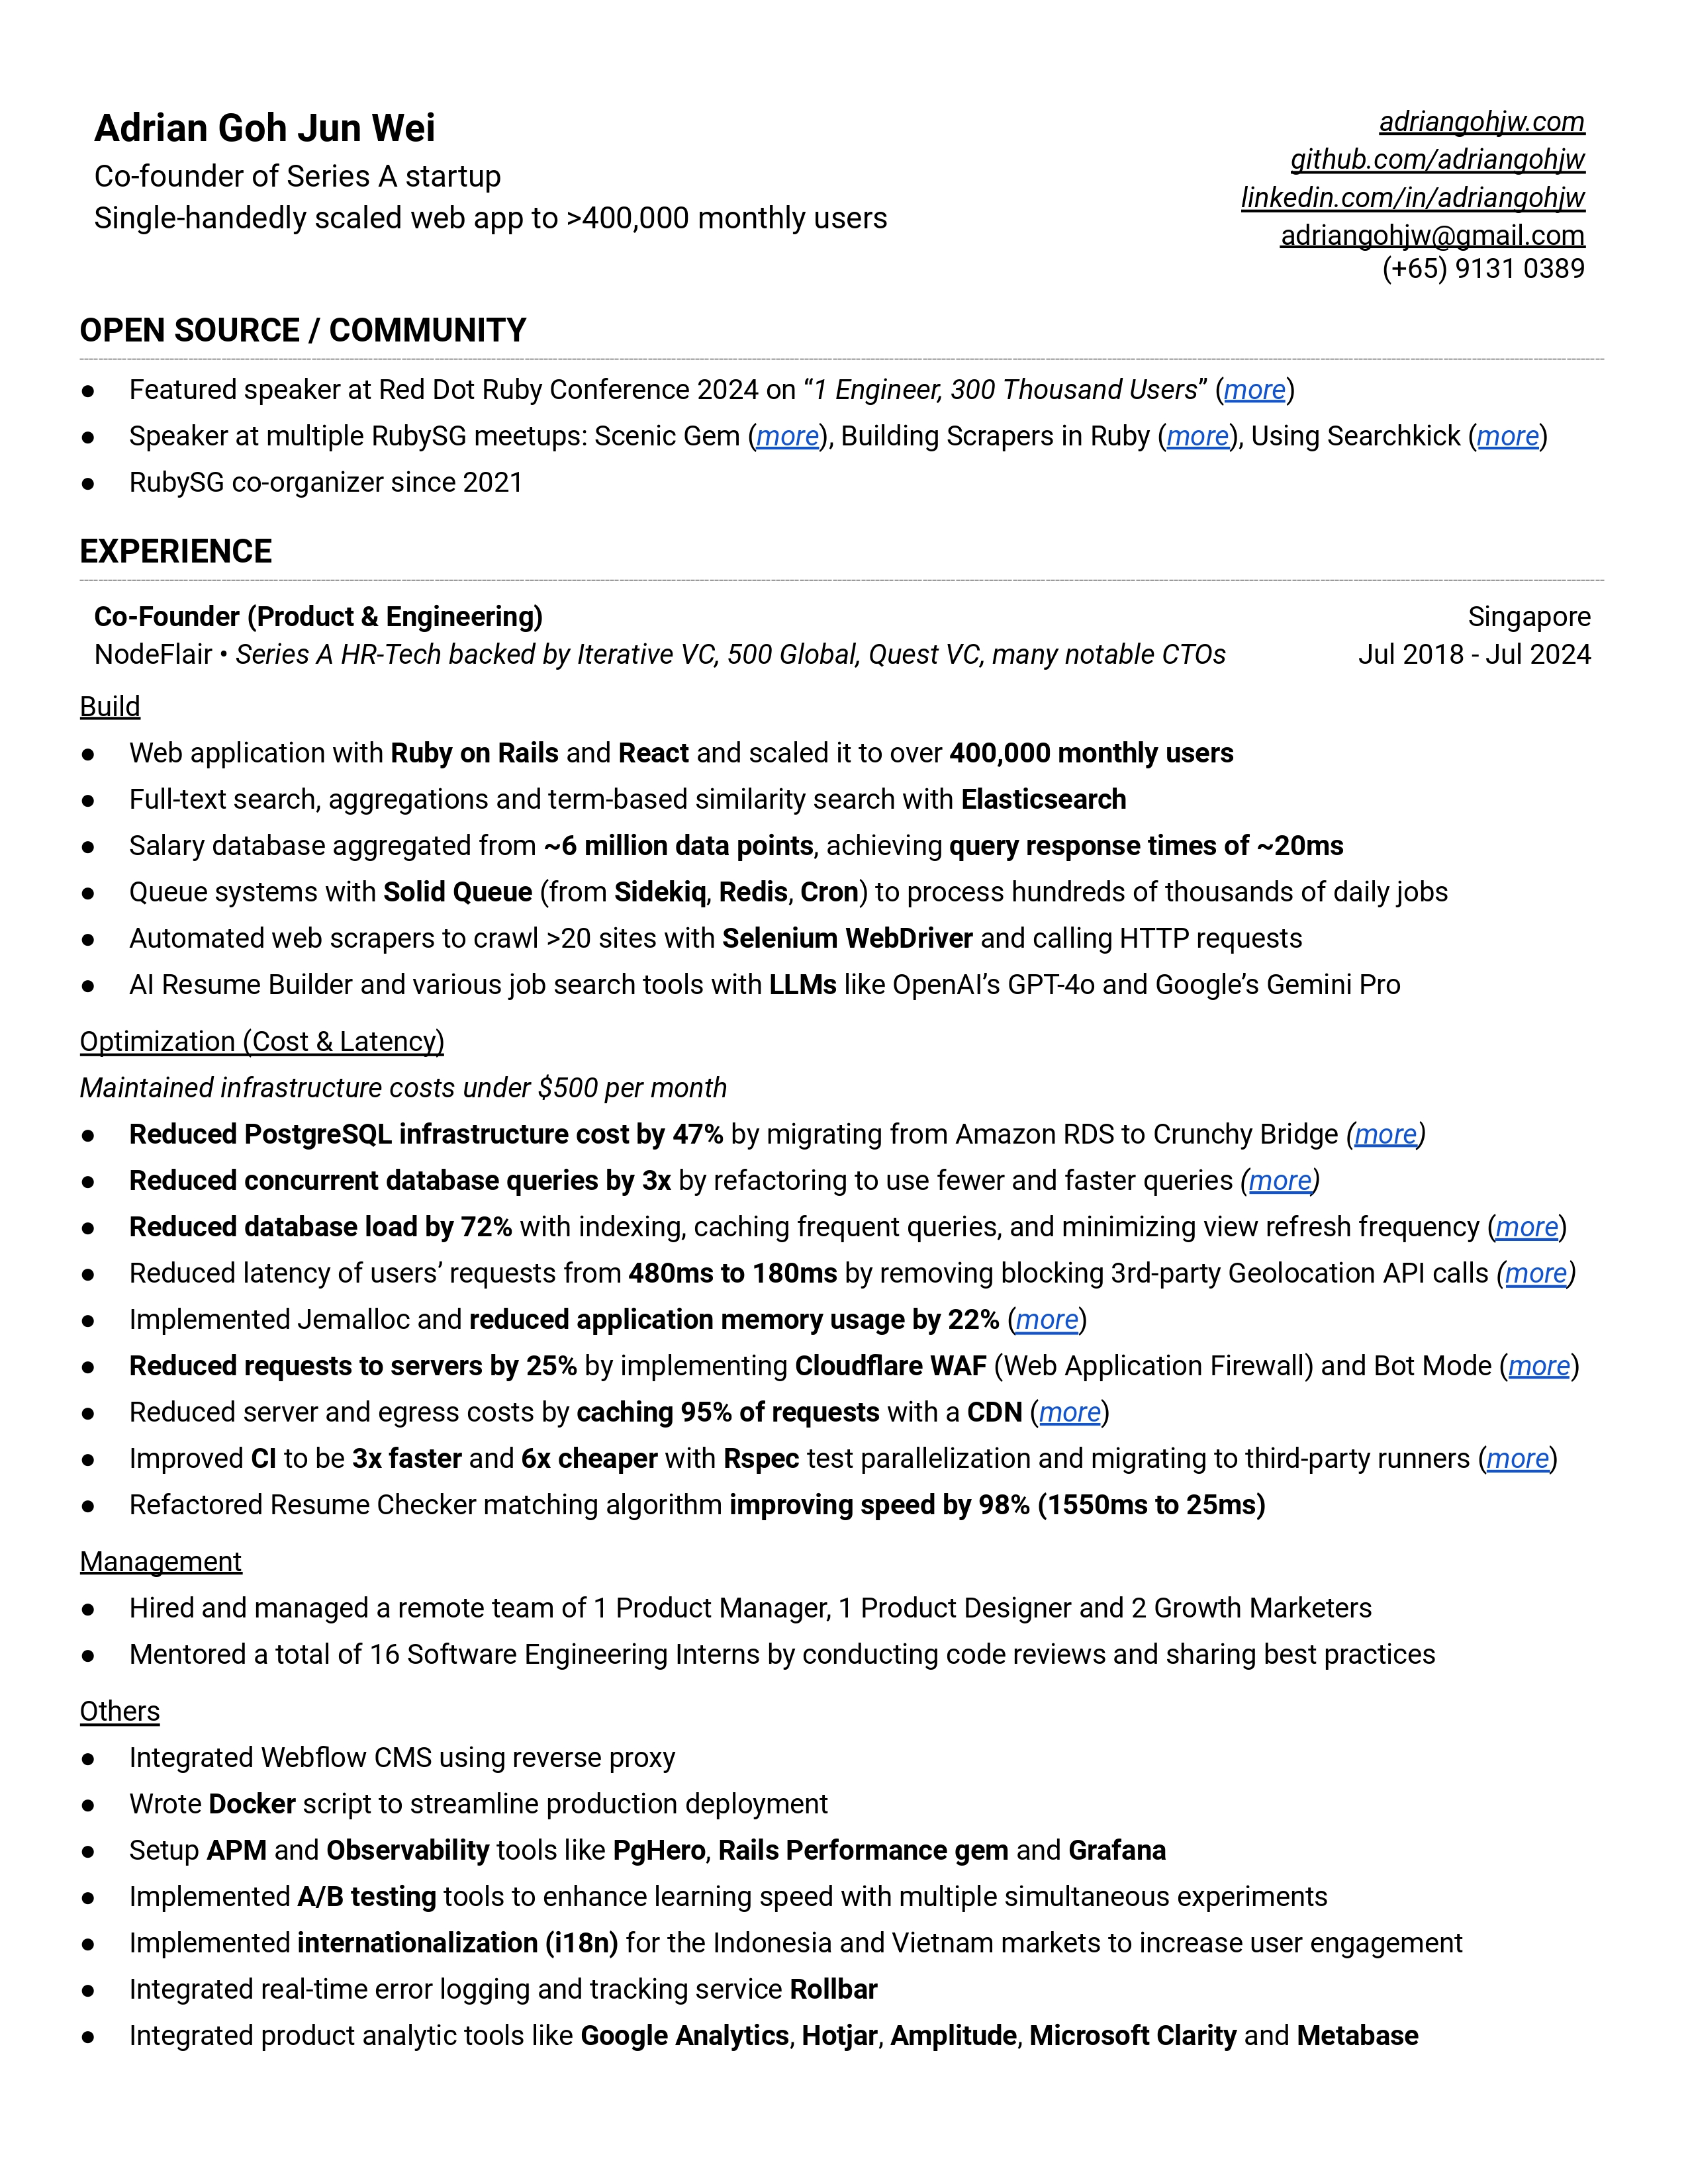 Adrian Goh Jun Wei
Co-founder of Series A startup
Single-handedly scaled web app to >400,000 monthly users
adriangohjw.com
github.com/adriangohjw
linkedin.com/in/adriangohjw
adriangohjw@gmail.com
(+65) 9131 0389
OPEN SOURCE / COMMUNITY
● Featured speaker at Red Dot Ruby Conference 2024 on “1 Engineer, 300 Thousand Users” (more)
● Speaker at multiple RubySG meetups: Scenic Gem (more), Building Scrapers in Ruby (more), Using Searchkick (more)
● RubySG co-organizer since 2021
EXPERIENCE
Co-Founder (Product & Engineering) Singapore
NodeFlair • Series A HR-Tech backed by Iterative VC, 500 Global, Quest VC, many notable CTOs Jul 2018 - Jul 2024
Build
● Web application with Ruby on Rails and React and scaled it to over 400,000 monthly users
● Full-text search, aggregations and term-based similarity search with Elasticsearch
● Salary database aggregated from ~6 million data points, achieving query response times of ~20ms
● Queue systems with Solid Queue (from Sidekiq, Redis, Cron) to process hundreds of thousands of daily jobs
● Automated web scrapers to crawl >20 sites with Selenium WebDriver and calling HTTP requests
● AI Resume Builder and various job search tools with LLMs like OpenAI’s GPT-4o and Google’s Gemini Pro
Optimization (Cost & Latency)
Maintained infrastructure costs under $500 per month
● Reduced PostgreSQL infrastructure cost by 47% by migrating from Amazon RDS to Crunchy Bridge (more)
● Reduced concurrent database queries by 3x by refactoring to use fewer and faster queries (more)
● Reduced database load by 72% with indexing, caching frequent queries, and minimizing view refresh frequency (more)
● Reduced latency of users’ requests from 480ms to 180ms by removing blocking 3rd-party Geolocation API calls (more)
● Implemented Jemalloc and reduced application memory usage by 22% (more)
● Reduced requests to servers by 25% by implementing Cloudflare WAF (Web Application Firewall) and Bot Mode (more)
● Reduced server and egress costs by caching 95% of requests with a CDN (more)
● Improved CI to be 3x faster and 6x cheaper with Rspec test parallelization and migrating to third-party runners (more)
● Refactored Resume Checker matching algorithm improving speed by 98% (1550ms to 25ms)
Management
● Hired and managed a remote team of 1 Product Manager, 1 Product Designer and 2 Growth Marketers
● Mentored a total of 16 Software Engineering Interns by conducting code reviews and sharing best practices
Others
● Integrated Webflow CMS using reverse proxy
● Wrote Docker script to streamline production deployment
● Setup APM and Observability tools like PgHero, Rails Performance gem and Grafana
● Implemented A/B testing tools to enhance learning speed with multiple simultaneous experiments
● Implemented internationalization (i18n) for the Indonesia and Vietnam markets to increase user engagement
● Integrated real-time error logging and tracking service Rollbar
● Integrated product analytic tools like Google Analytics, Hotjar, Amplitude, Microsoft Clarity and Metabase